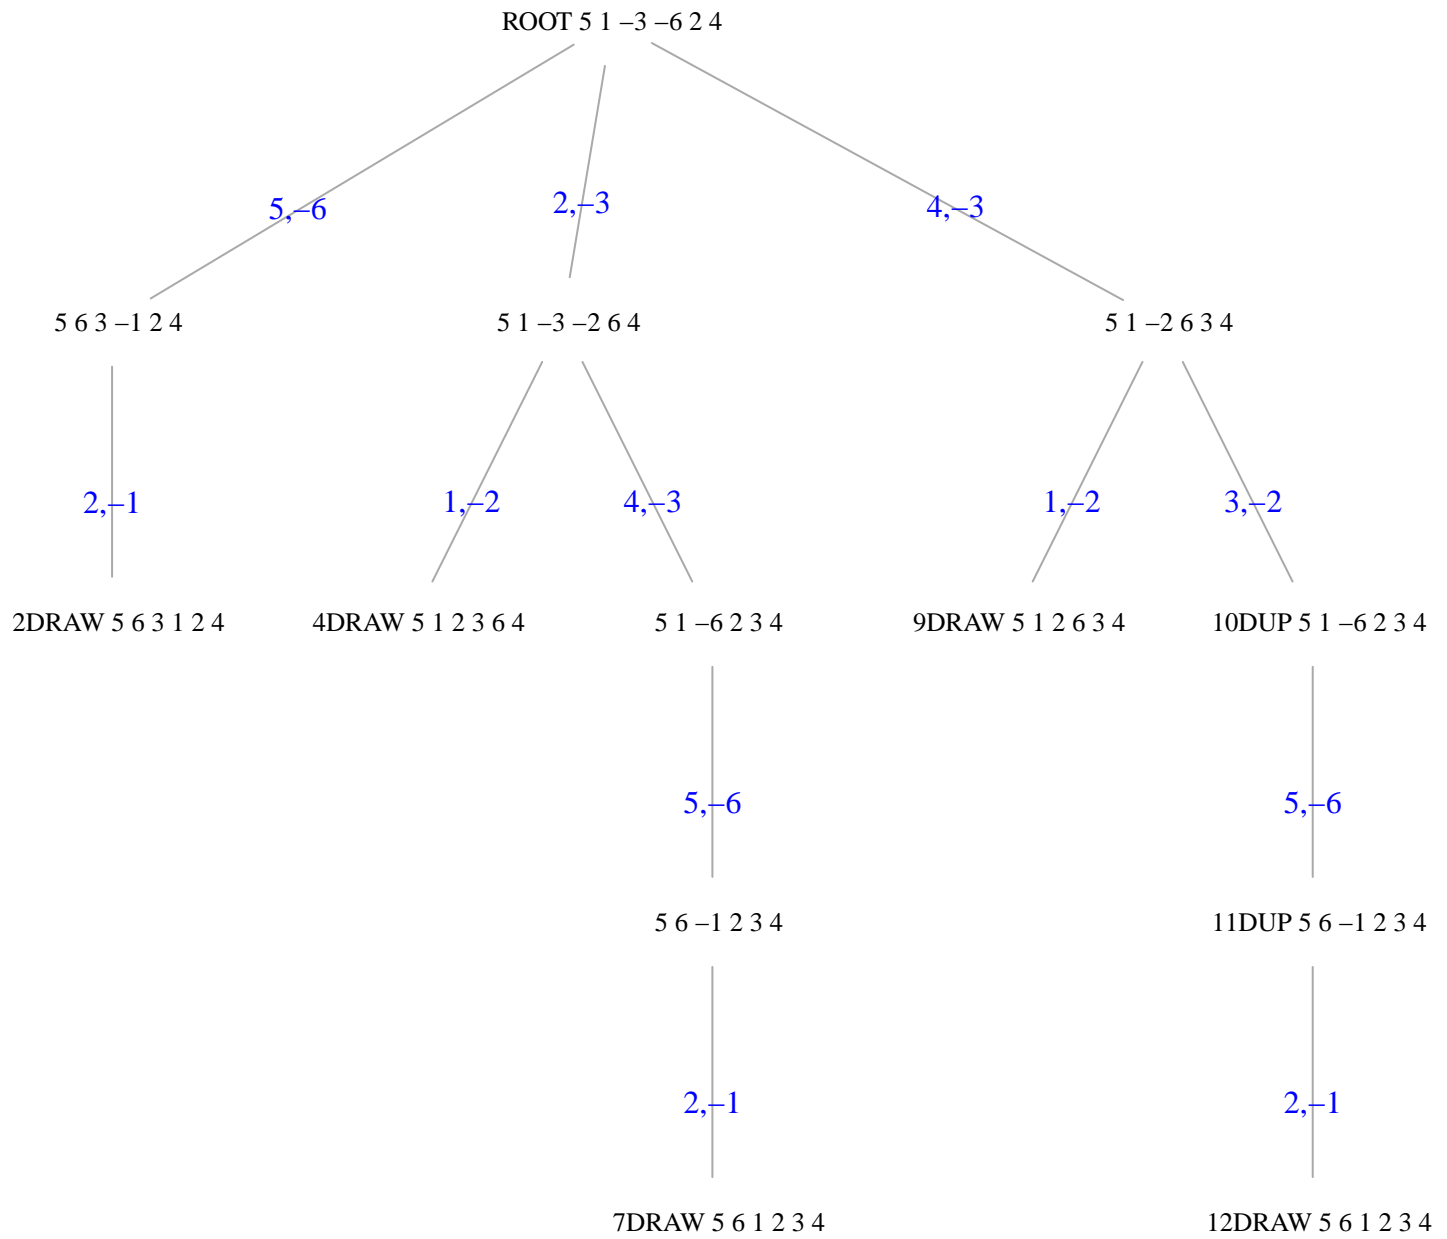 ROOT 5 1 –3 –6 2 4
5,–6
2,–3
4,–3
5 6 3 –1 2 4
5 1 –3 –2 6 4
5 1 –2 6 3 4
2,–1
1,–2
4,–3
1,–2
3,–2
2DRAW 5 6 3 1 2 4
4DRAW 5 1 2 3 6 4
5 1 –6 2 3 4
9DRAW 5 1 2 6 3 4
10DUP 5 1 –6 2 3 4
5,–6
5,–6
5 6 –1 2 3 4
11DUP 5 6 –1 2 3 4
2,–1
2,–1
7DRAW 5 6 1 2 3 4
12DRAW 5 6 1 2 3 4